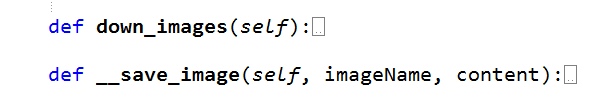 def down_images(self):
def __save_image(self, imageName, content):